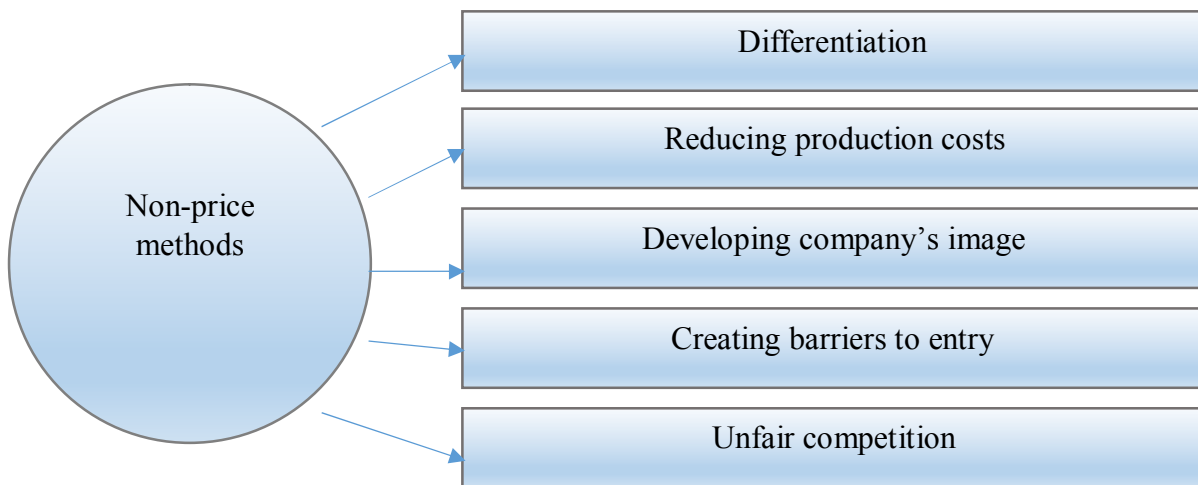 Differentiation
Reducing production costs
Non-price
methods
Developing company’s image
Creating barriers to entry
Unfair competition